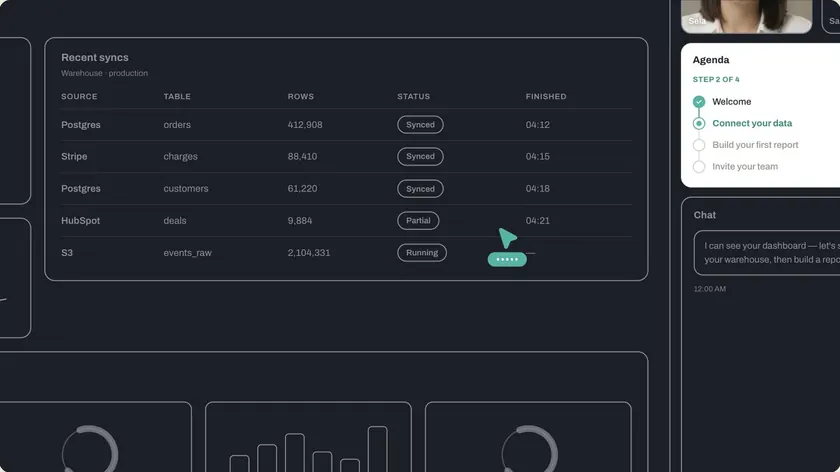 Recent syncs
Warehouse · production
SOURCE TABLE ROWS STATUS FINISHED
Postgres orders 412,908 Synced 04:12
Stripe charges 88,410 Synced 04:15
Postgres customers 61,220 Synced 04:18
HubSpot deals 9,884 Partial 04:21
S3 events_raw 2,104,331 Running —
Sela
Sa
Agenda
STEP 2 OF 4
Welcome
Connect your data
Build your first report
Invite your team
Chat
I can see your dashboard — let's
your warehouse, then build a
12:00 AM